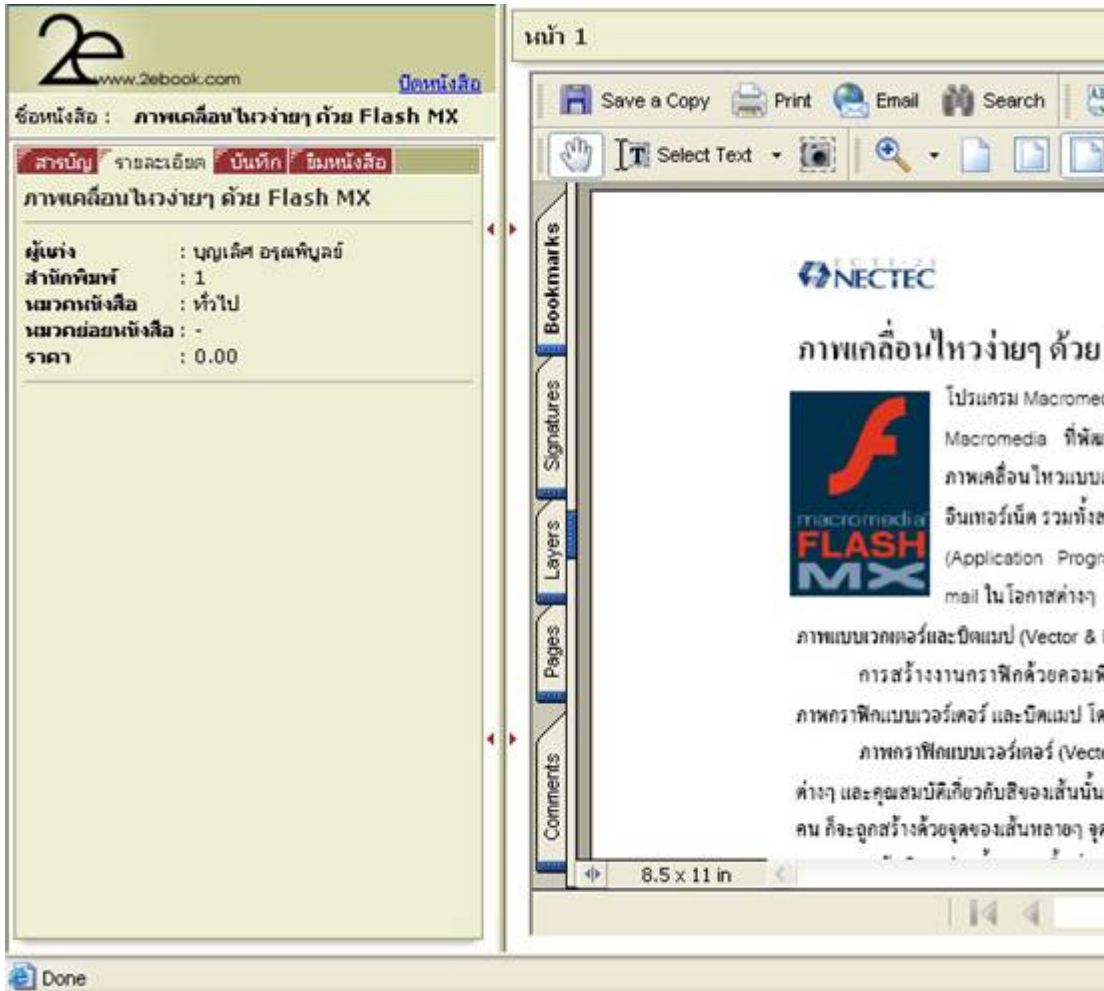 2e
www.2ebook.com
ปิดหนังสือ
ชื่อหนังสือ : ภาพเคลื่อนไหวง่ายๆ ด้วย Flash MX
สารบัญ รายละเอียด บันทึก ยืมหนังสือ
ภาพเคลื่อนไหวง่ายๆ ด้วย Flash MX
ผู้แต่ง : บุญเลิศ อรุณพิบูลย์
สำนักพิมพ์ : 1
หมวดหนังสือ : ทั่วไป
หมวดย่อยหนังสือ : -
ราคา : 0.00
หน้า 1
Save a Copy Print Email Search
Select Text
Bookmarks
Signatures
Layers
Pages
Comments
NECTEC
ภาพเคลื่อนไหวง่ายๆ ด้วย
macromedia
FLASH
MX
โปรแกรม Macromed
Macromedia ที่พัฒ
ภาพเคลื่อนไหวแบบ
อินเทอร์เน็ต รวมทั้ง
(Application Progra
mail ในโอกาสต่างๆ
ภาพแบบเวกเตอร์และบิตแมป (Vector &
การสร้างงานกราฟิกด้วยคอมพิ
ภาพกราฟิกแบบเวอร์เตอร์ และบิตแมป โด
ภาพกราฟิกแบบเวอร์เตอร์ (Vecto
ต่างๆ และคุณสมบัติเกี่ยวกับสีของเส้นนั้น
คน ก็จะถูกสร้างด้วยจุดของเส้นหลายๆ จุด
8.5 x 11 in
Done